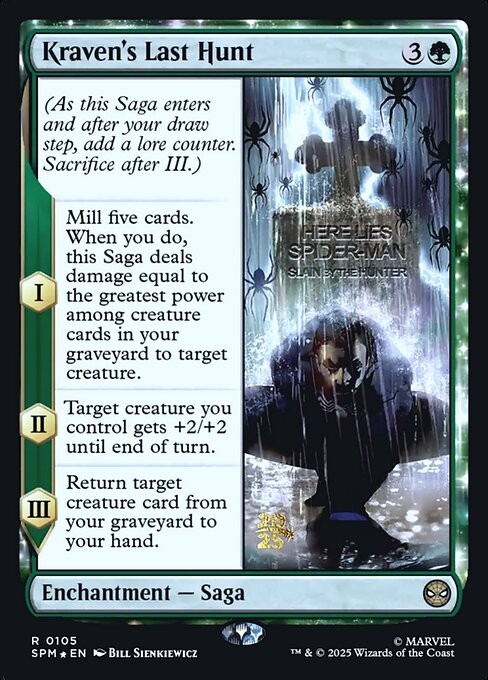 Kraven's Last Hunt 3
(As this Saga enters
and after your draw
step, add a lore counter.
Sacrifice after III.)
I
Mill five cards.
When you do,
this Saga deals
damage equal to
the greatest power
among creature
cards in your
graveyard to target
creature.
II
Target creature you
control gets +2/+2
until end of turn.
III
Return target
creature card from
your graveyard to
your hand.
HERE LIES
SPIDER-MAN
SLAIN BY THE HUNTER
2025
Enchantment — Saga
R 0105
SPM ★ EN Bill Sienkiewicz
© MARVEL
™ & © 2025 Wizards of the Coast